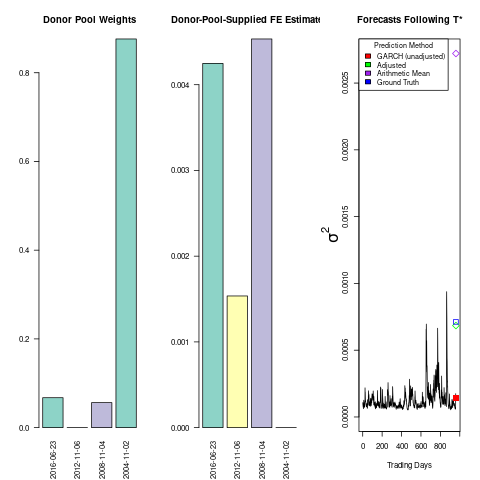 Donor Pool Weights
0.0
0.2
0.4
0.6
0.8
2016-06-23
2012-11-06
2008-11-04
2004-11-02
Donor-Pool-Supplied FE Estimat
0.000
0.001
0.002
0.003
0.004
2016-06-23
2012-11-06
2008-11-04
2004-11-02
Forecasts Following T*
Prediction Method
GARCH (unadjusted)
Adjusted
Arithmetic Mean
Ground Truth
σ2
0.0000
0.0005
0.0010
0.0015
0.0020
0.0025
0 200 400 600 800
Trading Days